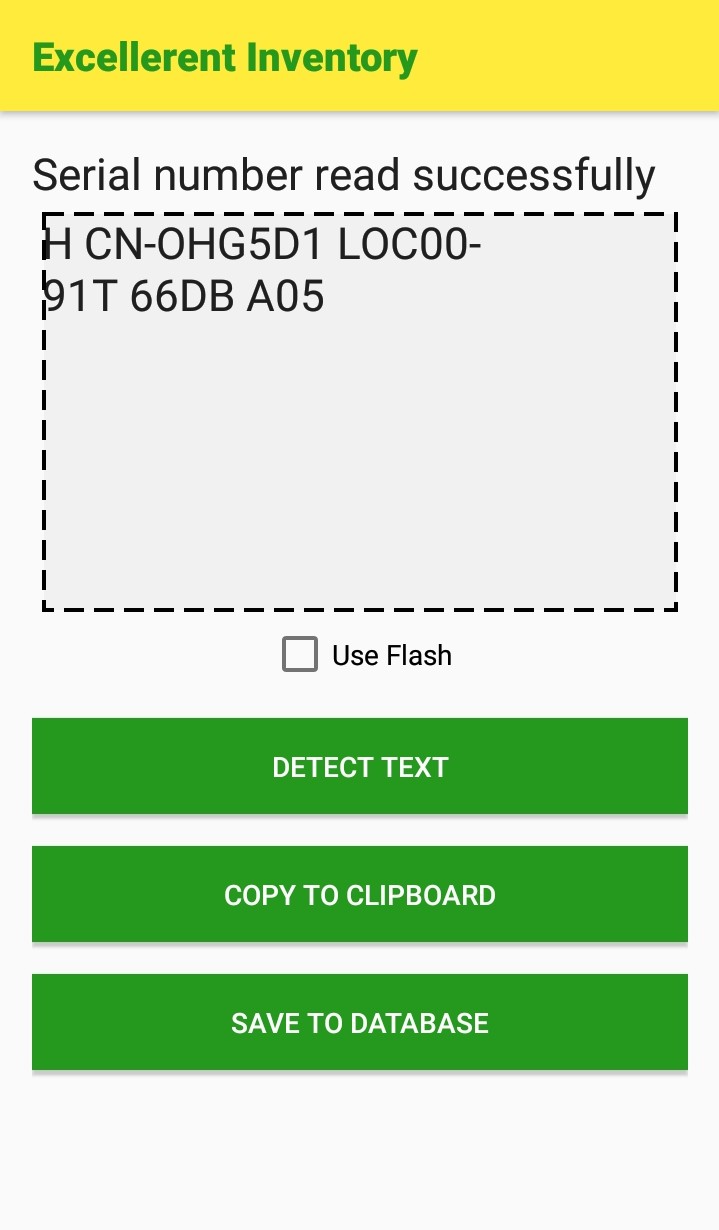 Excellerent Inventory
Serial number read successfully
H CN-OHG5D1 LOC00-
91T 66DB A05
Use Flash
DETECT TEXT
COPY TO CLIPBOARD
SAVE TO DATABASE